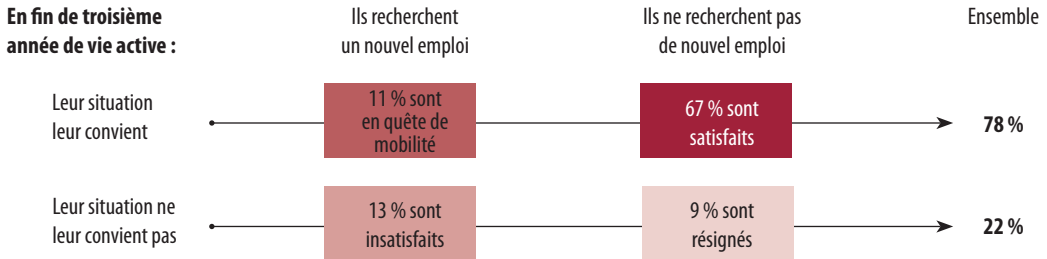 En fin de troisième
année de vie active :
Ils recherchent
un nouvel emploi
Ils ne recherchent pas
de nouvel emploi
Ensemble
Leur situation
leur convient
11 % sont
en quête de
mobilité
67 % sont
satisfaits
78 %
Leur situation ne
leur convient pas
13 % sont
insatisfaits
9 % sont
résignés
22 %